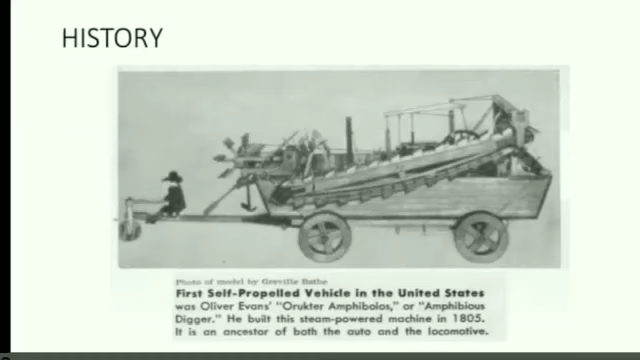 HISTORY
Photo of model by Greville Bathe
First Self-Propelled Vehicle in the United States
was Oliver Evans' "Orukter Amphibolos," or "Amphibious
Digger." He built this steam-powered machine in 1805.
It is an ancestor of both the auto and the locomotive.